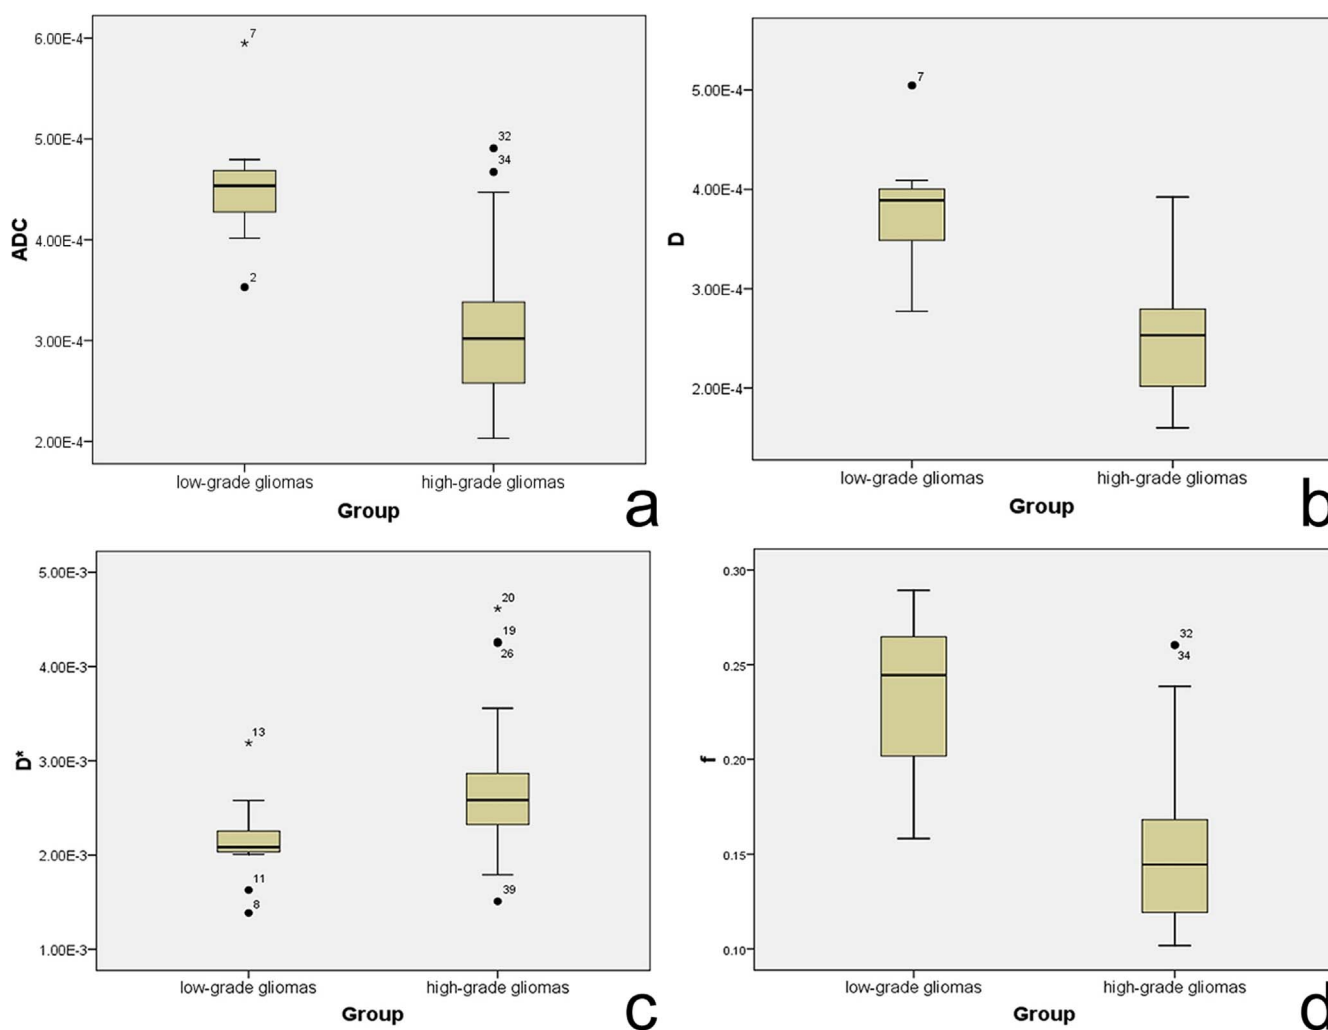 6.00E-4
5.00E-4
4.00E-4
3.00E-4
2.00E-4
ADC
* 7
2
32
34
low-grade gliomas
high-grade gliomas
Group
a
5.00E-4
4.00E-4
3.00E-4
2.00E-4
D
7
low-grade gliomas
high-grade gliomas
Group
b
5.00E-3
4.00E-3
3.00E-3
2.00E-3
1.00E-3
D*
* 13
11
8
* 20
19
26
39
low-grade gliomas
high-grade gliomas
Group
c
0.30
0.25
0.20
0.15
0.10
f
32
34
low-grade gliomas
high-grade gliomas
Group
d